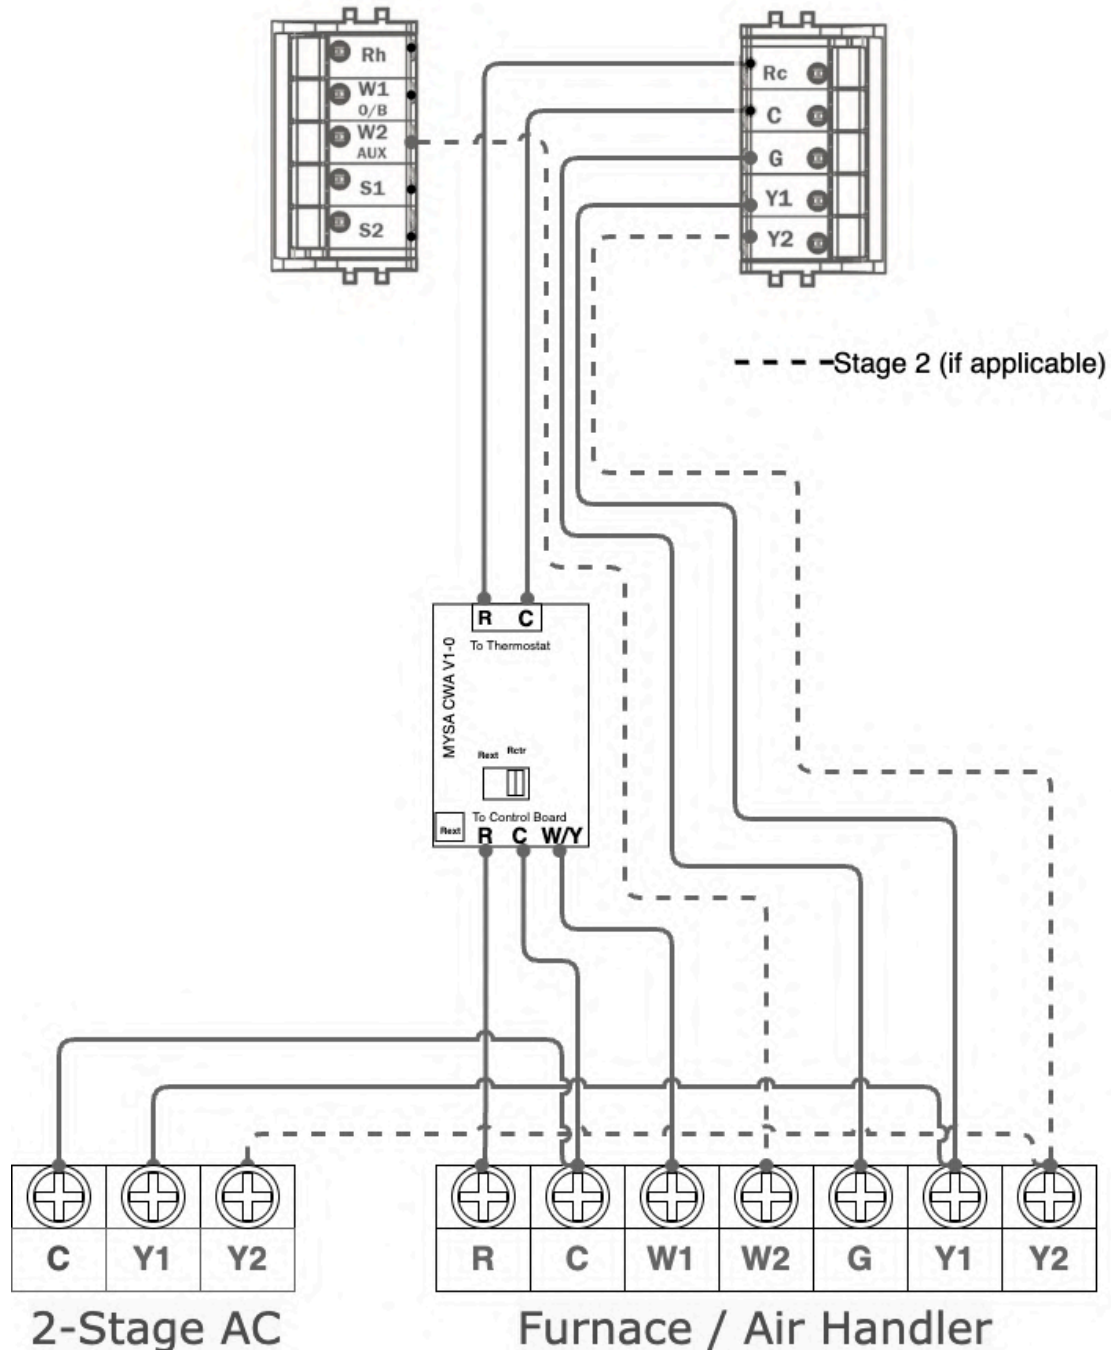 Rh
W1
O/B
W2
AUX
S1
S2
Rc
C
G
Y1
Y2
Stage 2 (if applicable)
R C
To Thermostat
MYSA CWA V1-0
Rext Rctr
To Control Board
Rext
R C W/Y
C Y1 Y2
R C W1 W2 G Y1 Y2
2-Stage AC
Furnace / Air Handler